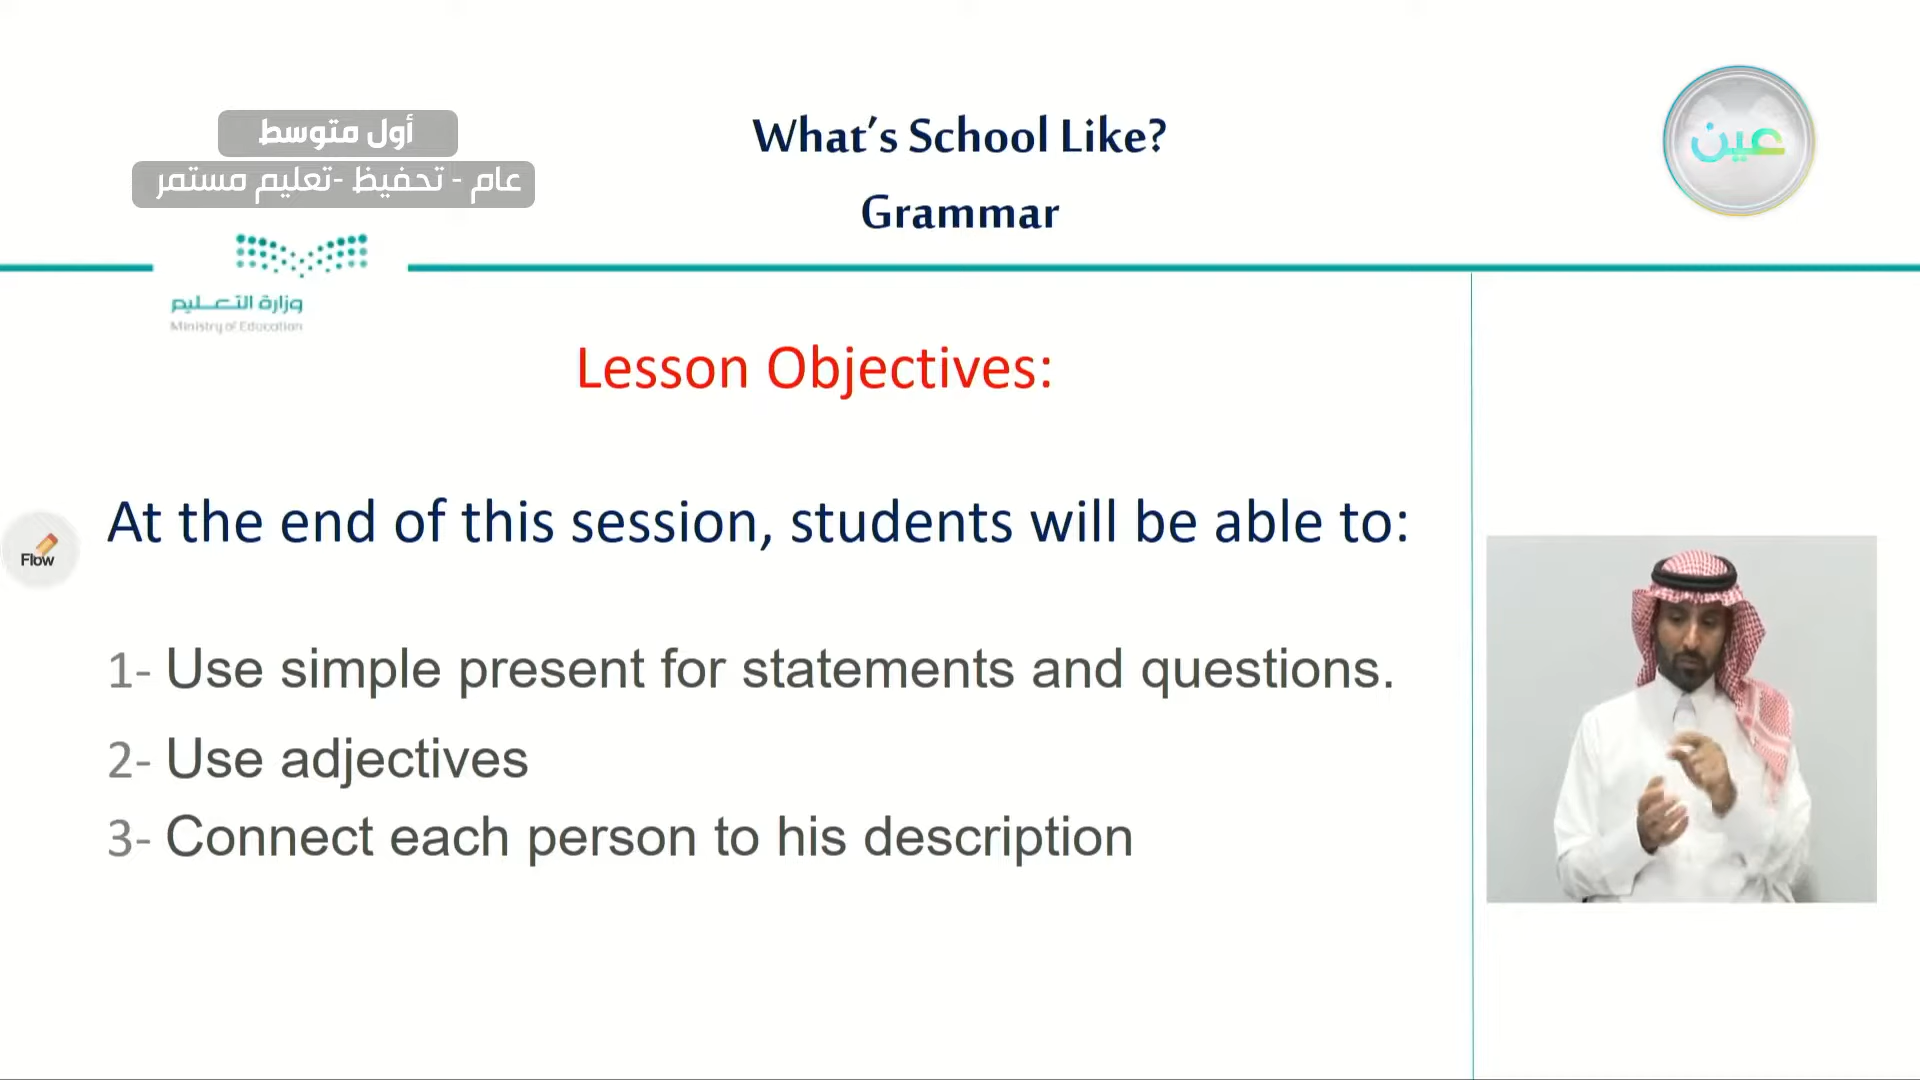 أول متوسط
عام - تحفيظ -تعليم مستمر
What's School Like?
Grammar
عين
وزارة التعليم
Ministry of Education
Lesson Objectives:
At the end of this session, students will be able to:
Flow
1- Use simple present for statements and questions.
2- Use adjectives
3- Connect each person to his description